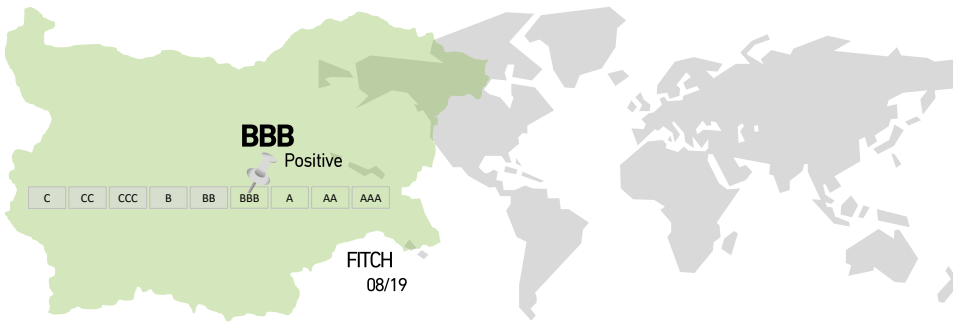 BBB
Positive
C CC CCC B BB BBB A AA AAA
FITCH
08/19